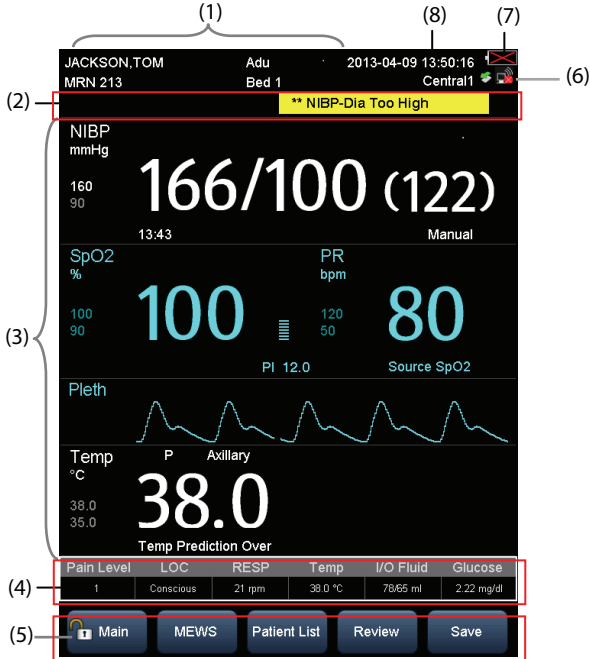 (1)
(8)
(7)
JACKSON,TOM Adu 2013-04-09 13:50:16
MRN 213 Bed 1 Central1
(6)
(2)
** NIBP-Dia Too High
NIBP
mmHg
160
90
166/100 (122)
13:43 Manual
SpO2
%
100
90
100
PR
bpm
120
50
80
PI 12.0 Source SpO2
(3)
Pleth
Temp P Axillary
°C
38.0
35.0
38.0
Temp Prediction Over
Pain Level LOC RESP Temp I/O Fluid Glucose
(4)
1 Conscious 21 rpm 38.0 °C 78/65 ml 2.22 mg/dl
(5)
Main MEWS Patient List Review Save